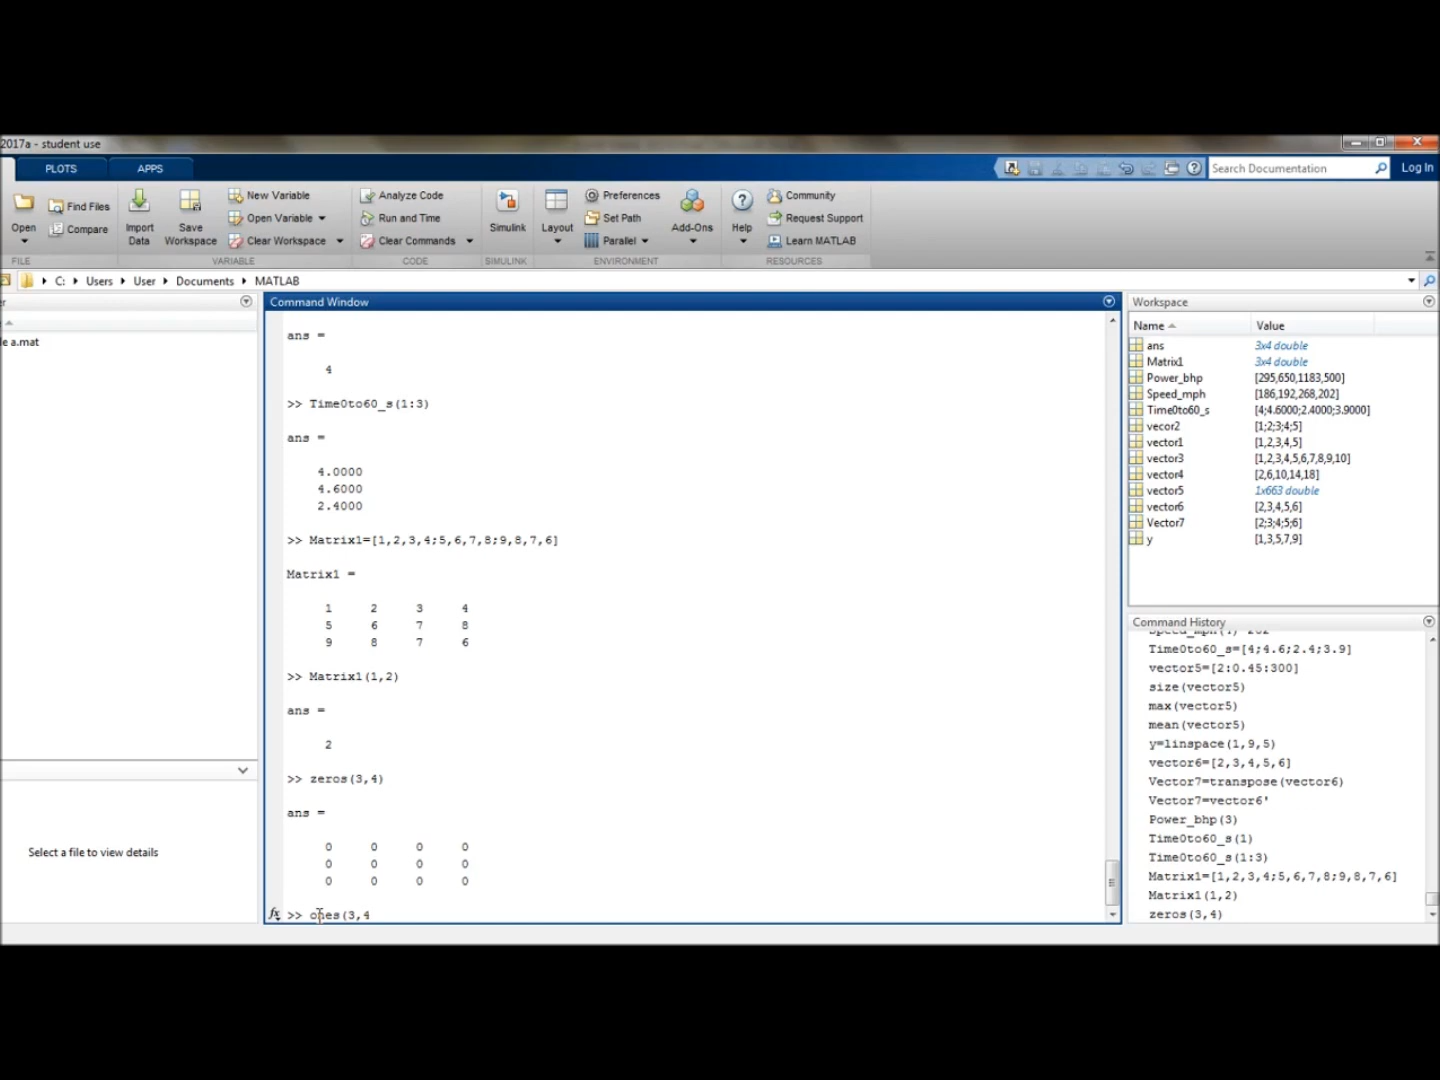 2017a - student use
PLOTS
APPS
Search Documentation
Log In
Open
Find Files
Compare
Import
Data
Save
Workspace
New Variable
Open Variable
Clear Workspace
Analyze Code
Run and Time
Clear Commands
Simulink
Layout
Preferences
Set Path
Parallel
Add-Ons
Help
Community
Request Support
Learn MATLAB
FILE
VARIABLE
CODE
SIMULINK
ENVIRONMENT
RESOURCES
C: Users User Documents MATLAB
e a.mat
Select a file to view details
Command Window
ans =
4
>> Time0to60_s(1:3)
ans =
4.0000
4.6000
2.4000
>> Matrix1=[1,2,3,4;5,6,7,8;9,8,7,6]
Matrix1 =
1 2 3 4
5 6 7 8
9 8 7 6
>> Matrix1(1,2)
ans =
2
>> zeros(3,4)
ans =
0 0 0 0
0 0 0 0
0 0 0 0
fx >> ones(3,4
Workspace
Name Value
ans 3x4 double
Matrix1 3x4 double
Power_bhp [295,650,1183,500]
Speed_mph [186,192,268,202]
Time0to60_s [4;4.6000;2.4000;3.9000]
vecor2 [1;2;3;4;5]
vector1 [1,2,3,4,5]
vector3 [1,2,3,4,5,6,7,8,9,10]
vector4 [2,6,10,14,18]
vector5 1x663 double
vector6 [2,3,4,5,6]
Vector7 [2;3;4;5;6]
y [1,3,5,7,9]
Command History
Time0to60_s=[4;4.6;2.4;3.9]
vector5=[2:0.45:300]
size(vector5)
max(vector5)
mean(vector5)
y=linspace(1,9,5)
vector6=[2,3,4,5,6]
Vector7=transpose(vector6)
Vector7=vector6'
Power_bhp(3)
Time0to60_s(1)
Time0to60_s(1:3)
Matrix1=[1,2,3,4;5,6,7,8;9,8,7,6]
Matrix1(1,2)
zeros(3,4)